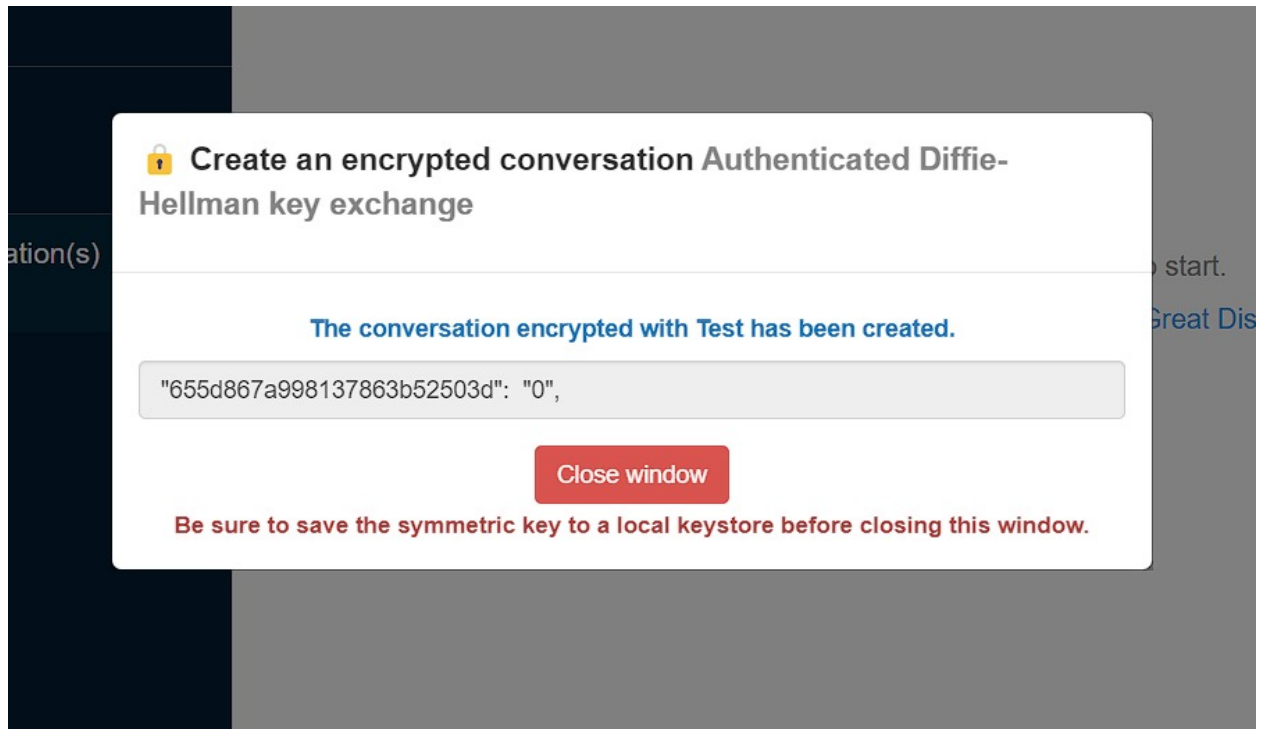 Create an encrypted conversation Authenticated Diffie-
Hellman key exchange
ation(s)
start.
The conversation encrypted with Test has been created.
Great Dis
"655d867a998137863b52503d": "0",
Close window
Be sure to save the symmetric key to a local keystore before closing this window.